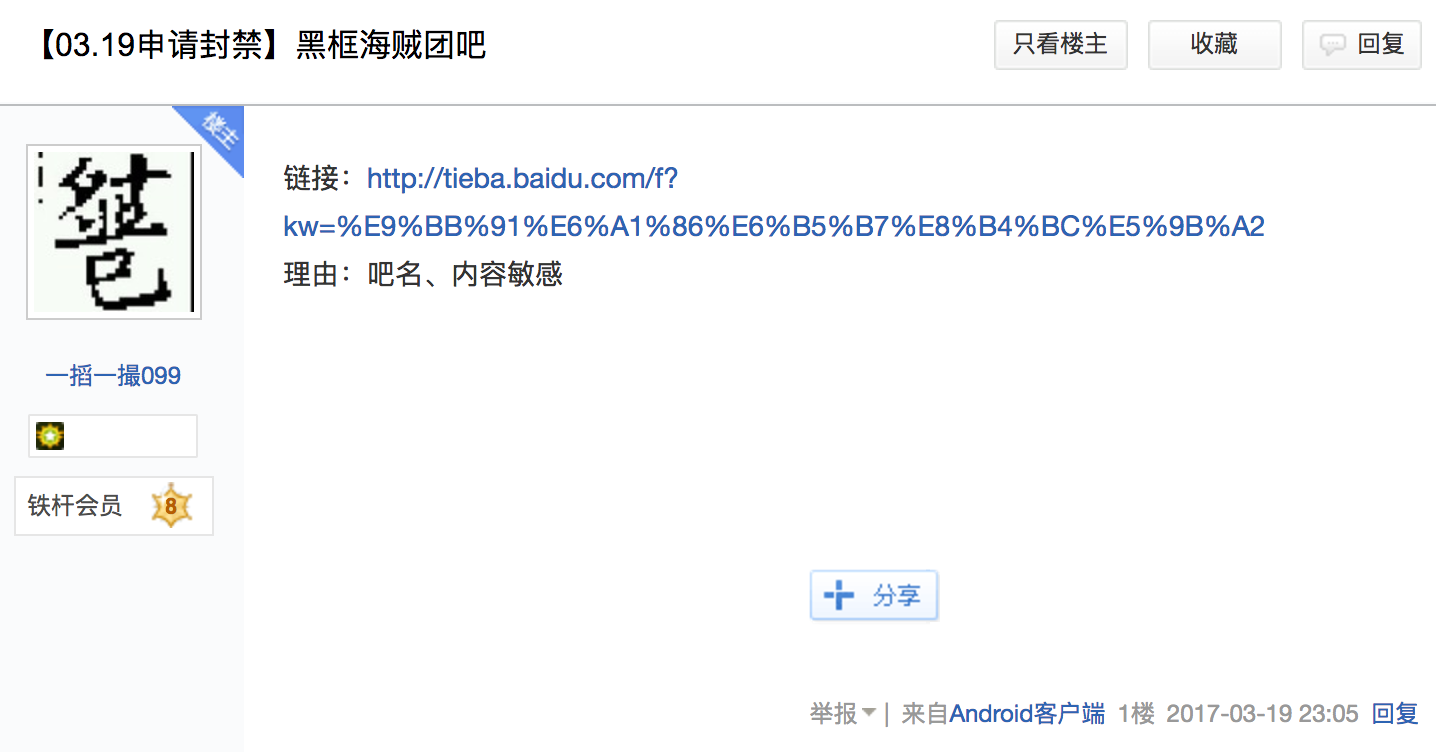 【03.19申请封禁】黑框海贼团吧
只看楼主
收藏
回复
楼主
链接：http://tieba.baidu.com/f?
kw=%E9%BB%91%E6%A1%86%E6%B5%B7%E8%B4%BC%E5%9B%A2
理由：吧名、内容敏感
一搯一撮099
铁杆会员 8
分享
举报 | 来自Android客户端 1楼 2017-03-19 23:05 回复